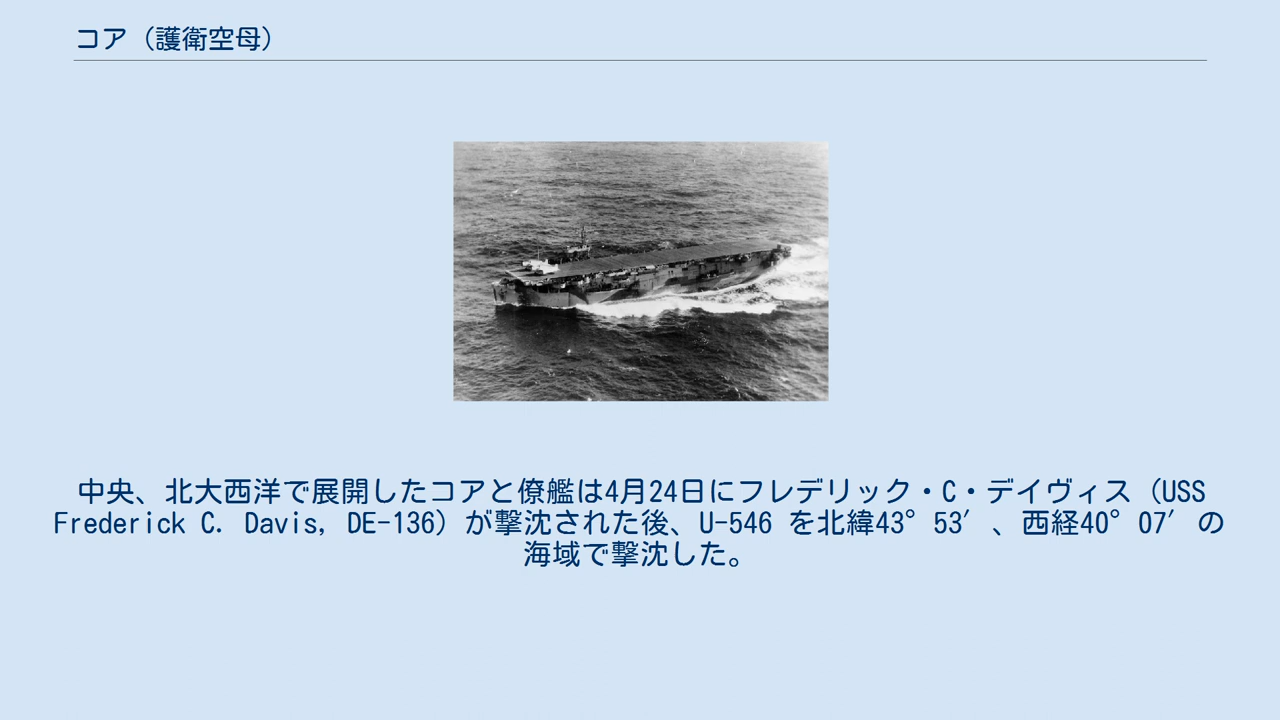 コア（護衛空母）
中央、北大西洋で展開したコアと僚艦は4月24日にフレデリック・C・デイヴィス（USS
Frederick C. Davis, DE-136）が撃沈された後、U-546 を北緯43°53′、西経40°07′の
海域で撃沈した。